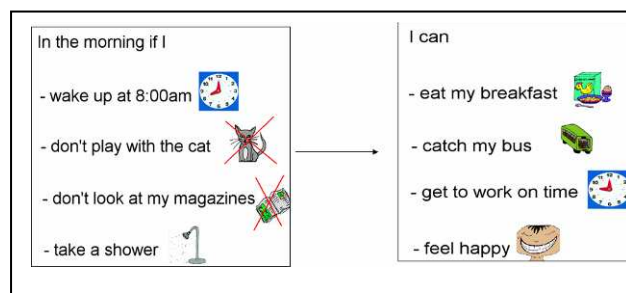 In the morning if I
- wake up at 8:00am
- don't play with the cat
- don't look at my magazines
- take a shower
I can
- eat my breakfast
- catch my bus
- get to work on time
- feel happy